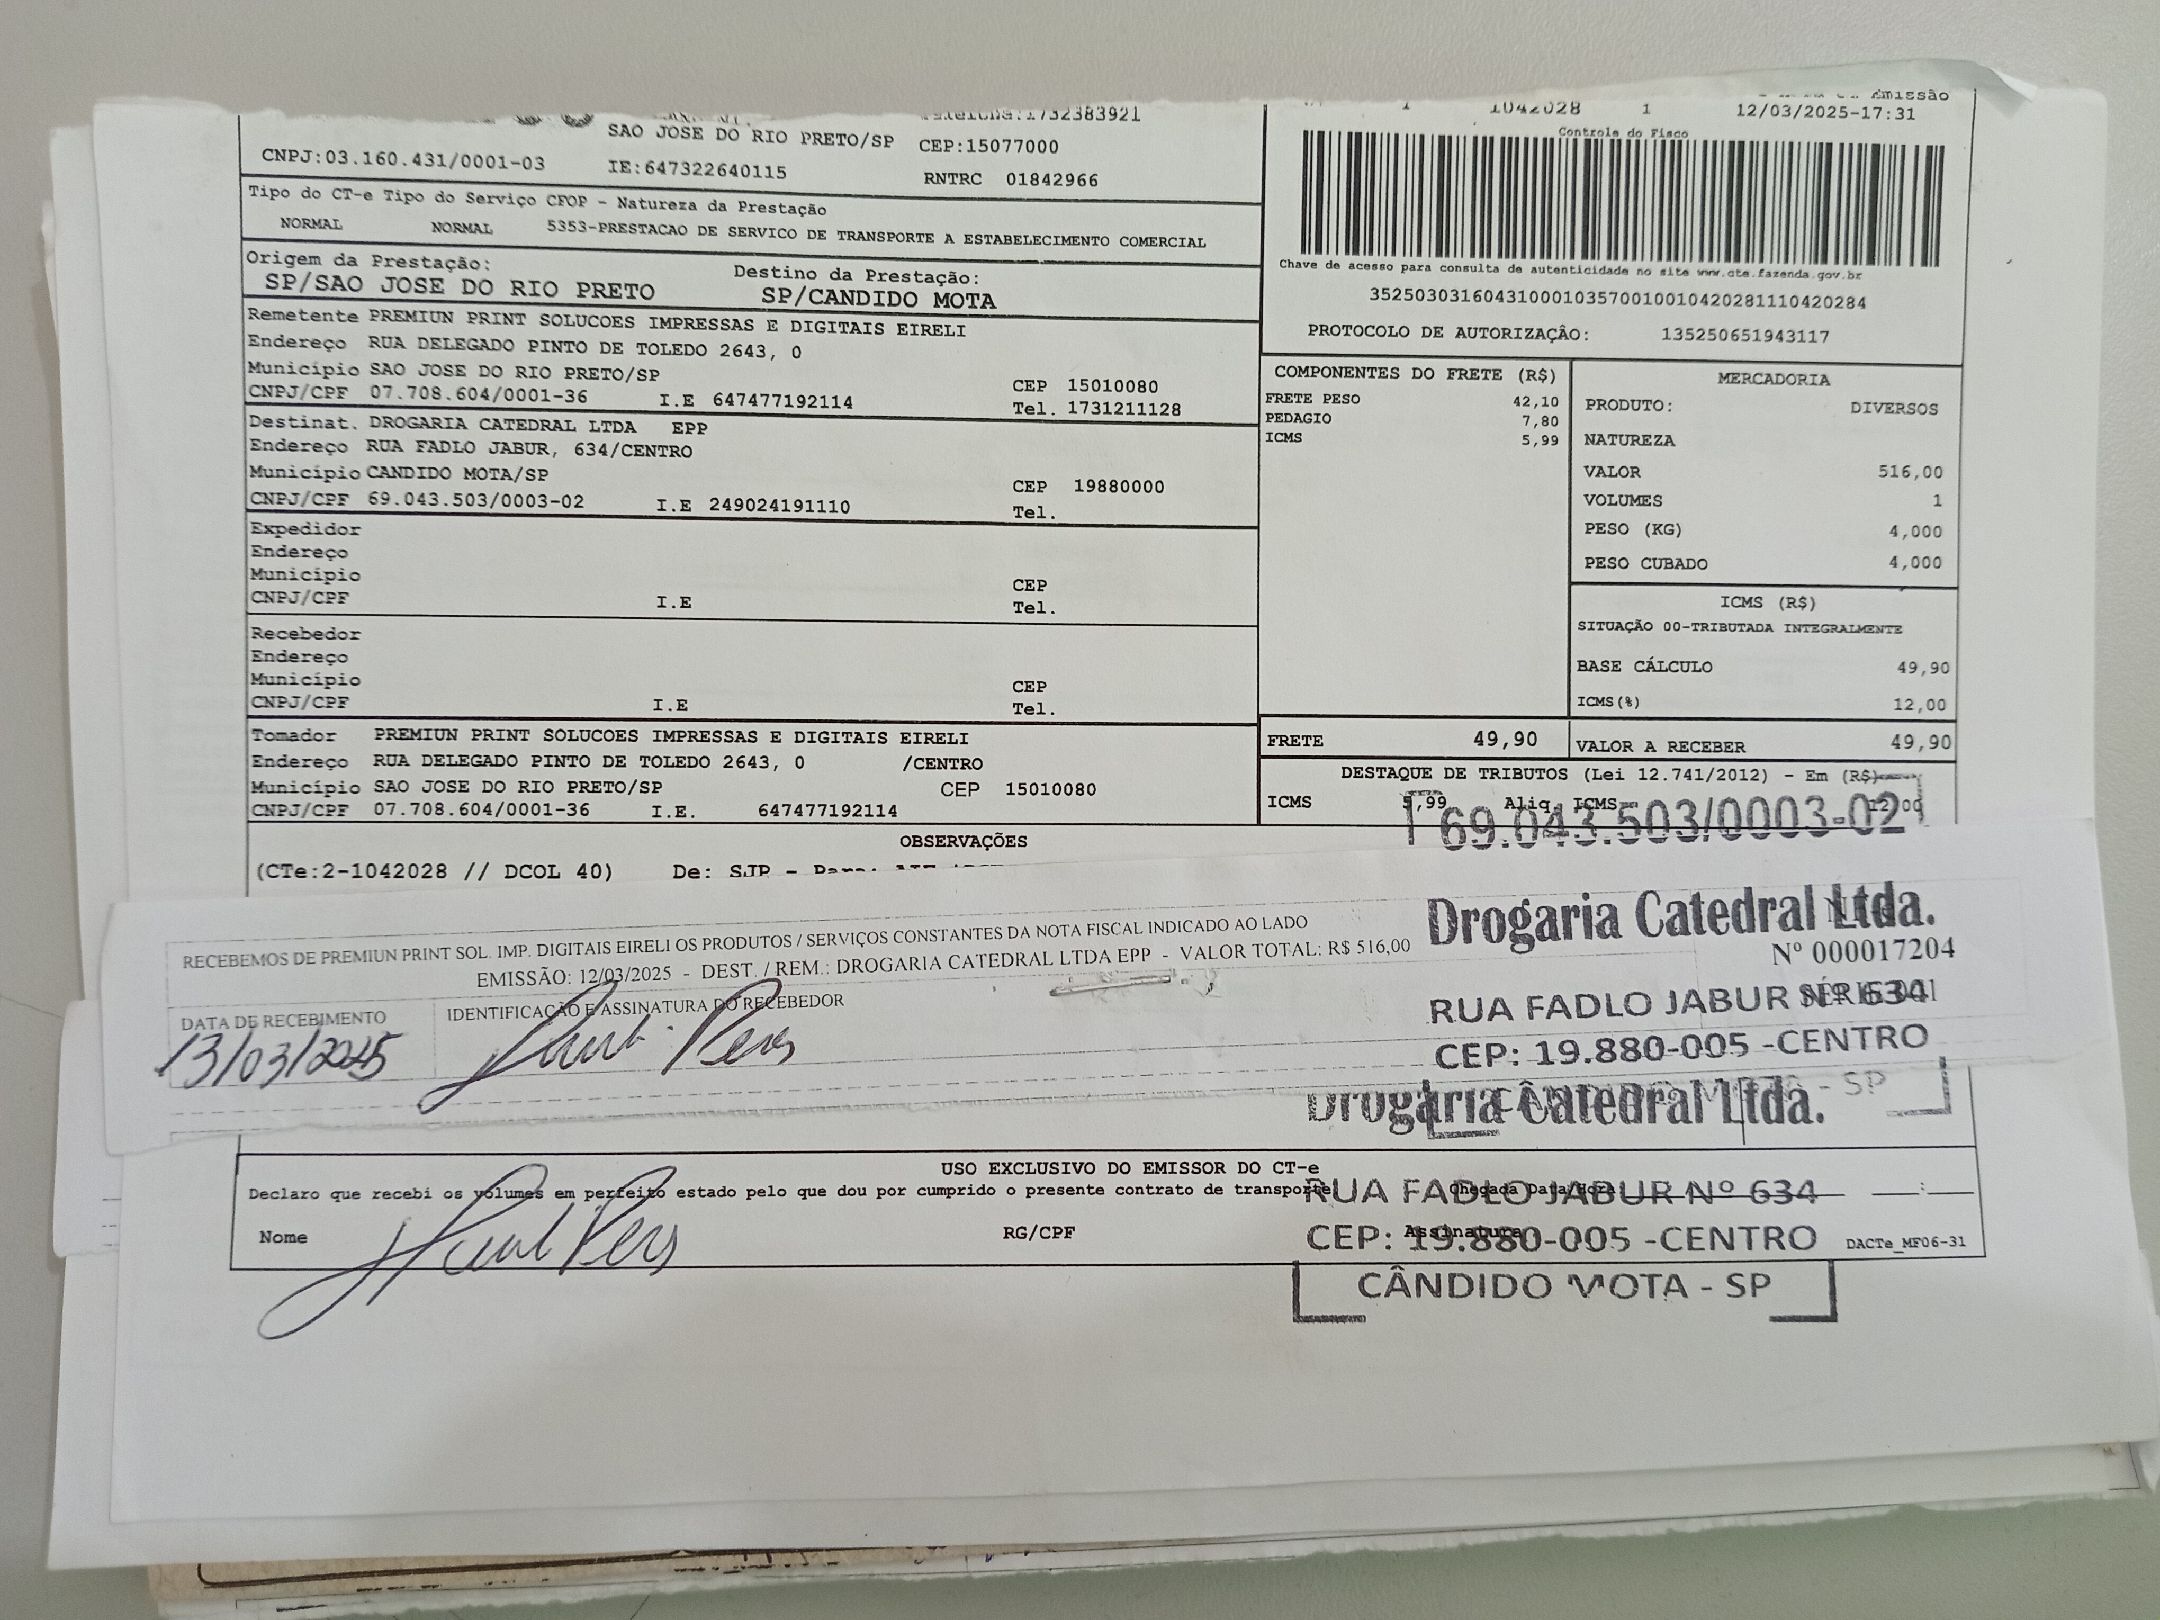 1042028 1 12/03/2025-17:31
SAO JOSE DO RIO PRETO/SP CEP:15077000
CNPJ:03.160.431/0001-03 IE:647322640115 RNTRC 01842966
Controle do Fisco
Chave de acesso para consulta de autenticidade no site www.cte.fazenda.gov.br
35250303160431000103570010010420281110420284
PROTOCOLO DE AUTORIZAÇÃO: 135250651943117
Tipo do CT-e Tipo do Serviço CFOP - Natureza da Prestação
NORMAL NORMAL 5353-PRESTACAO DE SERVICO DE TRANSPORTE A ESTABELECIMENTO COMERCIAL
Origem da Prestação: Destino da Prestação:
SP/SAO JOSE DO RIO PRETO SP/CANDIDO MOTA
Remetente PREMIUN PRINT SOLUCOES IMPRESSAS E DIGITAIS EIRELI
Endereço RUA DELEGADO PINTO DE TOLEDO 2643, 0
Município SAO JOSE DO RIO PRETO/SP CEP 15010080
CNPJ/CPF 07.708.604/0001-36 I.E 647477192114 Tel. 1731211128
Destinat. DROGARIA CATEDRAL LTDA EPP
Endereço RUA FADLO JABUR, 634/CENTRO
Município CANDIDO MOTA/SP CEP 19880000
CNPJ/CPF 69.043.503/0003-02 I.E 249024191110 Tel.
Expedidor
Endereço
Município CEP
CNPJ/CPF I.E Tel.
Recebedor
Endereço
Município CEP
CNPJ/CPF I.E Tel.
Tomador PREMIUN PRINT SOLUCOES IMPRESSAS E DIGITAIS EIRELI
Endereço RUA DELEGADO PINTO DE TOLEDO 2643, 0 /CENTRO
Município SAO JOSE DO RIO PRETO/SP CEP 15010080
CNPJ/CPF 07.708.604/0001-36 I.E. 647477192114
COMPONENTES DO FRETE (R$)
FRETE PESO 42,10
PEDAGIO 7,80
ICMS 5,99
MERCADORIA
PRODUTO: DIVERSOS
NATUREZA
VALOR 516,00
VOLUMES 1
PESO (KG) 4,000
PESO CUBADO 4,000
ICMS (R$)
SITUAÇÃO 00-TRIBUTADA INTEGRALMENTE
BASE CÁLCULO 49,90
ICMS(%) 12,00
FRETE 49,90 VALOR A RECEBER 49,90
DESTAQUE DE TRIBUTOS (Lei 12.741/2012) - Em (R$)
ICMS 5,99 Aliq. ICMS 12,00
69.043.503/0003-02
OBSERVAÇÕES
(CTe:2-1042028 // DCOL 40) De: SJP - Para:
RECEBEMOS DE PREMIUN PRINT SOL. IMP. DIGITAIS EIRELI OS PRODUTOS / SERVIÇOS CONSTANTES DA NOTA FISCAL INDICADO AO LADO
EMISSÃO: 12/03/2025 - DEST. / REM.: DROGARIA CATEDRAL LTDA EPP - VALOR TOTAL: R$ 516,00
DATA DE RECEBIMENTO IDENTIFICAÇÃO E ASSINATURA DO RECEBEDOR
13/03/2025
Drogaria Catedral Ltda.
Nº 000017204
RUA FADLO JABUR Nº 634
CEP: 19.880-005 -CENTRO
CÂNDIDO MOTA - SP
Drogaria Catedral Ltda.
USO EXCLUSIVO DO EMISSOR DO CT-e
Declaro que recebi os volumes em perfeito estado pelo que dou por cumprido o presente contrato de transporte Chegada Data/Hora
RUA FADLO JABUR Nº 634
Nome RG/CPF Assinatura
CEP: 19.880-005 -CENTRO
DACTe_MF06-31
CÂNDIDO MOTA - SP